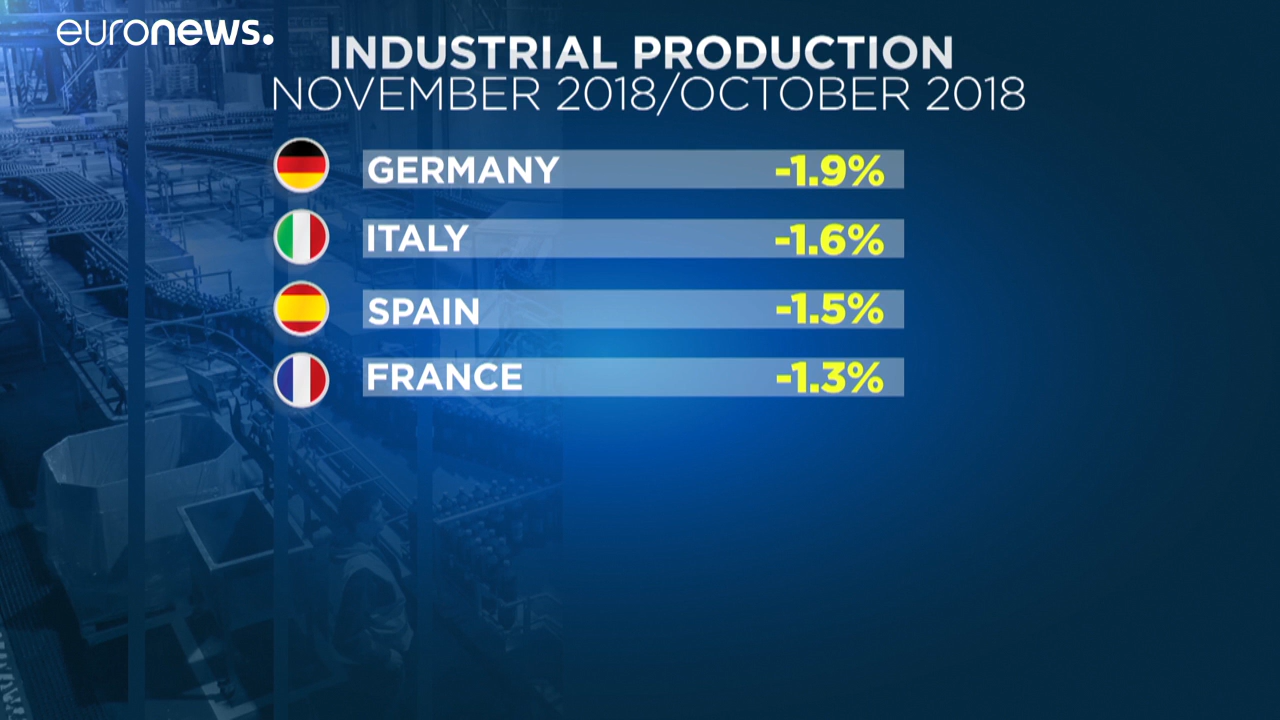 euronews.
INDUSTRIAL PRODUCTION
NOVEMBER 2018/OCTOBER 2018
GERMANY -1.9%
ITALY -1.6%
SPAIN -1.5%
FRANCE -1.3%